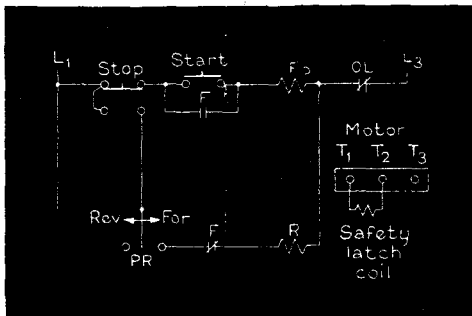 L1 Stop Start F OL L3
F
Motor
T1 T2 T3
Rev For F R
PR
Safety
latch
coil